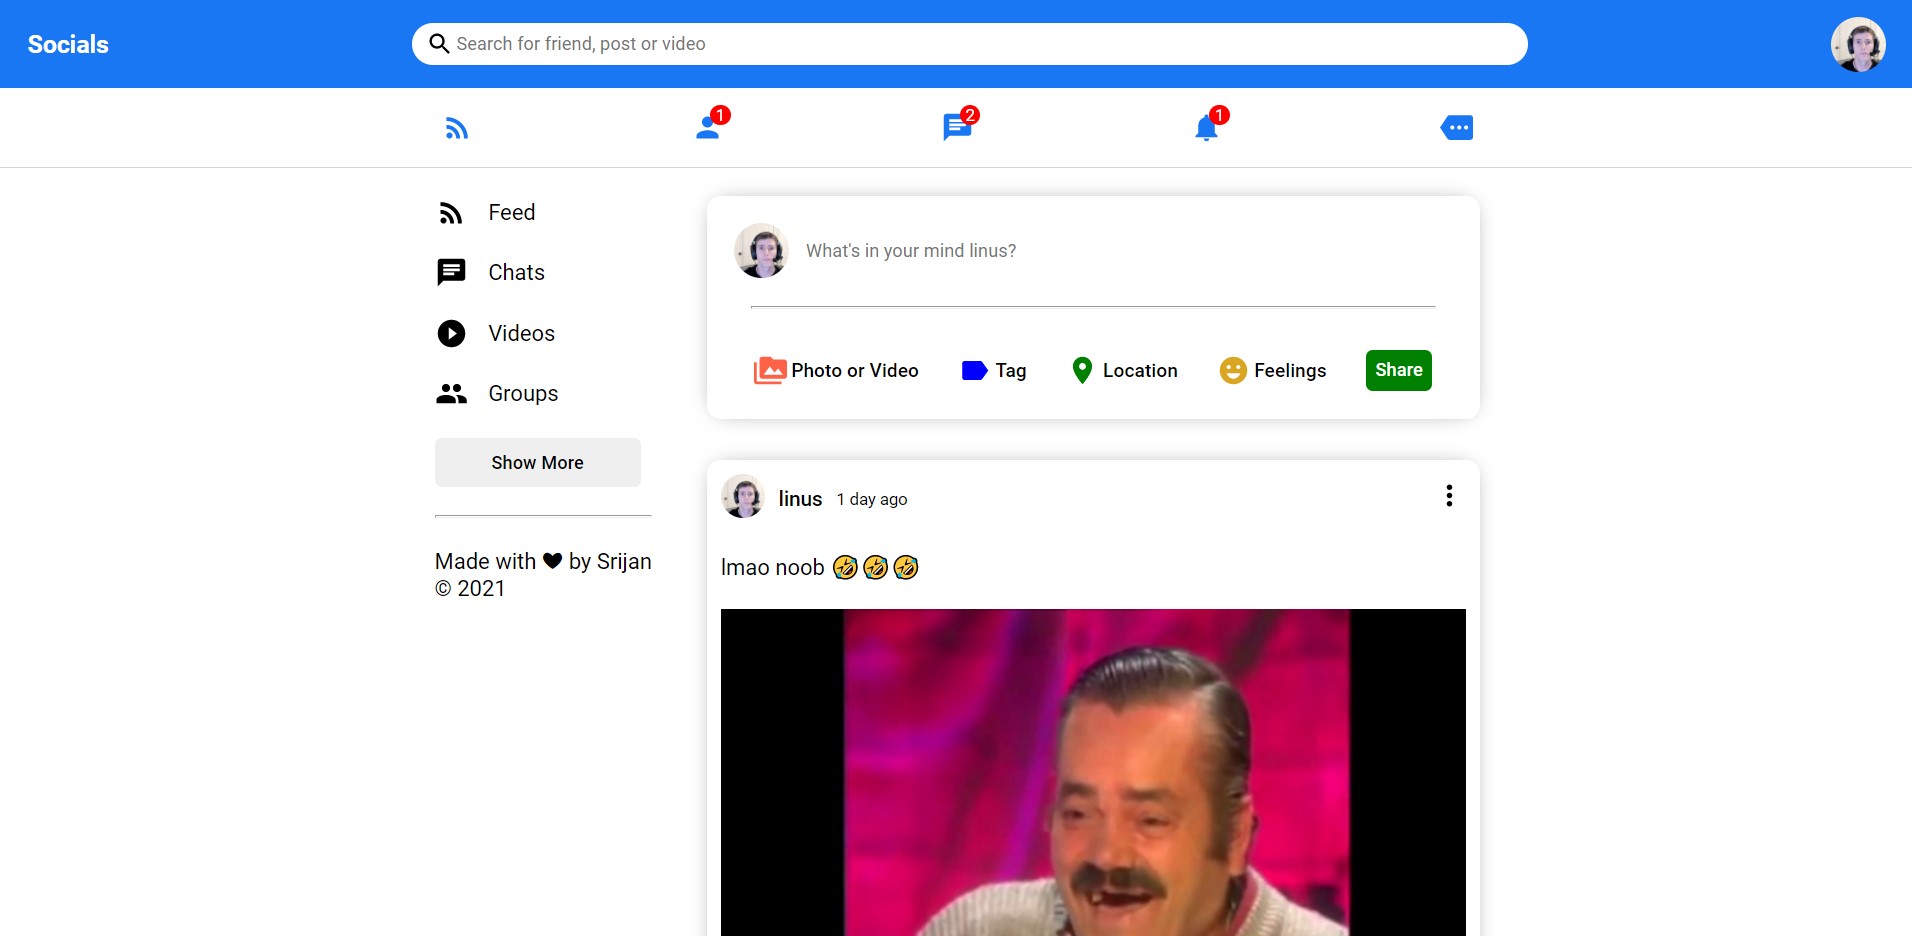 Socials
Search for friend, post or video
1
2
1
Feed
Chats
Videos
Groups
Show More
Made with 🖤 by Srijan
© 2021
What's in your mind linus?
Photo or Video
Tag
Location
Feelings
Share
linus 1 day ago
lmao noob 🤣🤣🤣